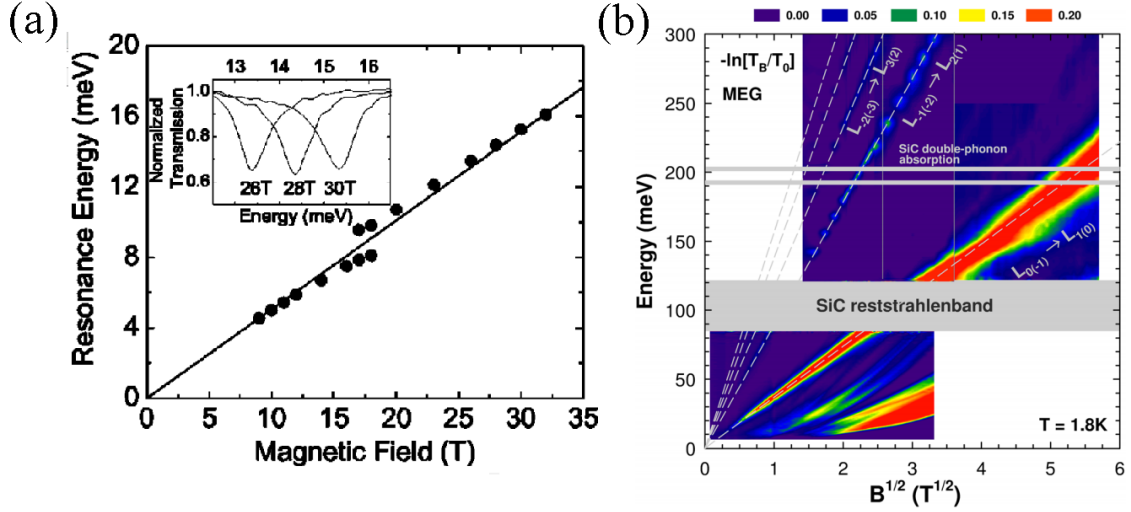 (a)
20
16
12
8
4
0
0 5 10 15 20 25 30 35
Resonance Energy (meV)
Magnetic Field (T)
13 14 15 16
1.0
0.8
0.6
Normalized
Transmission
26T 28T 30T
Energy (meV)
(b)
0.00 0.05 0.10 0.15 0.20
300
250
200
150
100
50
0
0 1 2 3 4 5 6
Energy (meV)
B^1/2 (T^1/2)
-ln[T_B/T_0]
MEG
L_-2(-3) → L_3(2)
L_-1(-2) → L_2(1)
SiC double-phonon
absorption
L_0(-1) → L_1(0)
SiC reststrahlenband
T = 1.8K